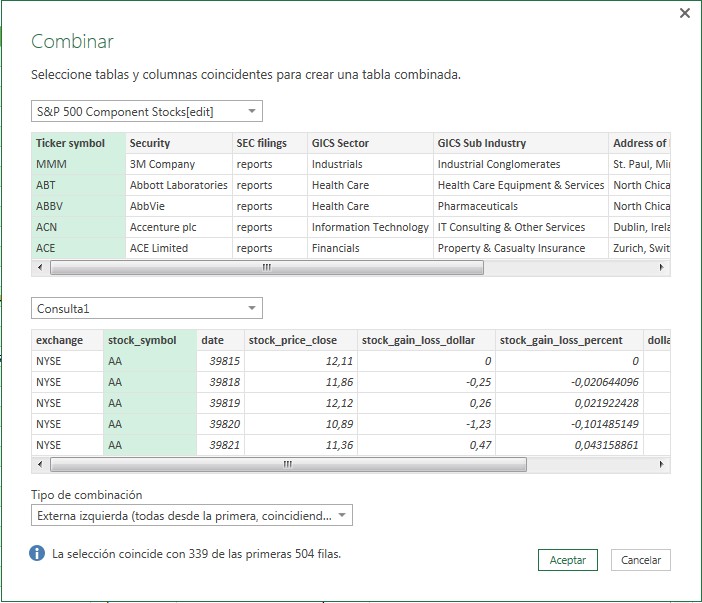 Combinar
Seleccione tablas y columnas coincidentes para crear una tabla combinada.
S&P 500 Component Stocks[edit]
Ticker symbol Security SEC filings GICS Sector GICS Sub Industry Address of
MMM 3M Company reports Industrials Industrial Conglomerates St. Paul, Mi
ABT Abbott Laboratories reports Health Care Health Care Equipment & Services North Chica
ABBV AbbVie reports Health Care Pharmaceuticals North Chica
ACN Accenture plc reports Information Technology IT Consulting & Other Services Dublin, Irela
ACE ACE Limited reports Financials Property & Casualty Insurance Zurich, Swit
Consulta1
exchange stock_symbol date stock_price_close stock_gain_loss_dollar stock_gain_loss_percent dolla
NYSE AA 39815 12,11 0 0
NYSE AA 39818 11,86 -0,25 -0,020644096
NYSE AA 39819 12,12 0,26 0,021922428
NYSE AA 39820 10,89 -1,23 -0,101485149
NYSE AA 39821 11,36 0,47 0,043158861
Tipo de combinación
Externa izquierda (todas desde la primera, coincidiend...
La selección coincide con 339 de las primeras 504 filas.
Aceptar Cancelar